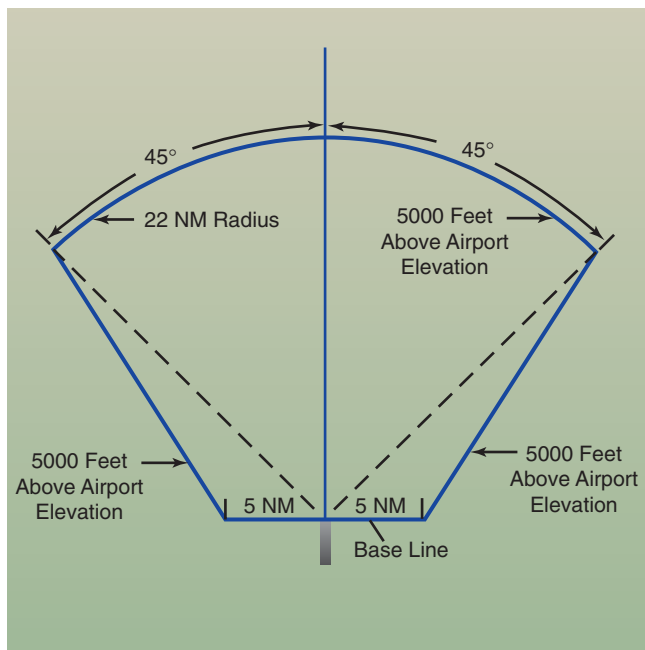 45°
45°
22 NM Radius
5000 Feet
Above Airport
Elevation
5000 Feet
Above Airport
Elevation
5 NM
5 NM
5000 Feet
Above Airport
Elevation
Base Line